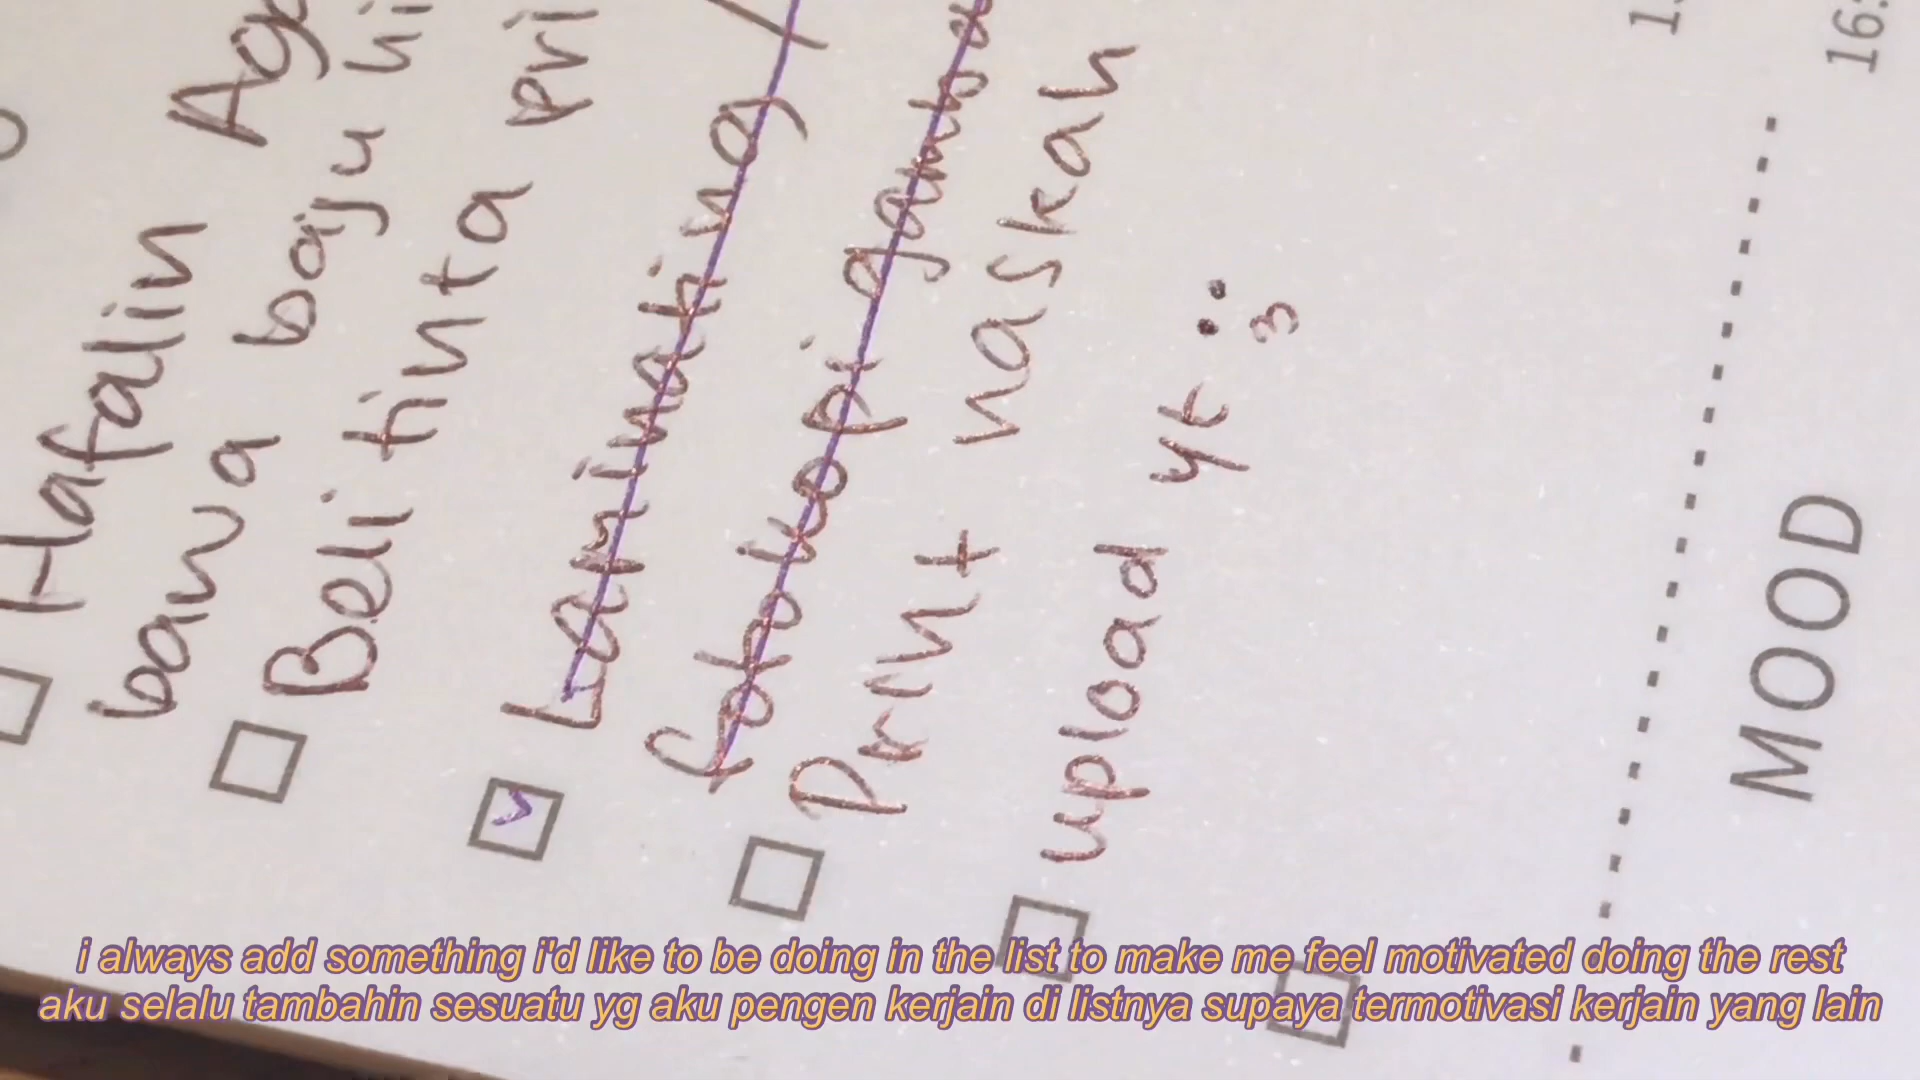 Hafalin
bawa baju
Beli tinta
Laminating /
fotokopi
Print naskah
upload yt :3
MOOD
16:
i always add something i'd like to be doing in the list to make me feel motivated doing the rest
aku selalu tambahin sesuatu yg aku pengen kerjain di listnya supaya termotivasi kerjain yang lain